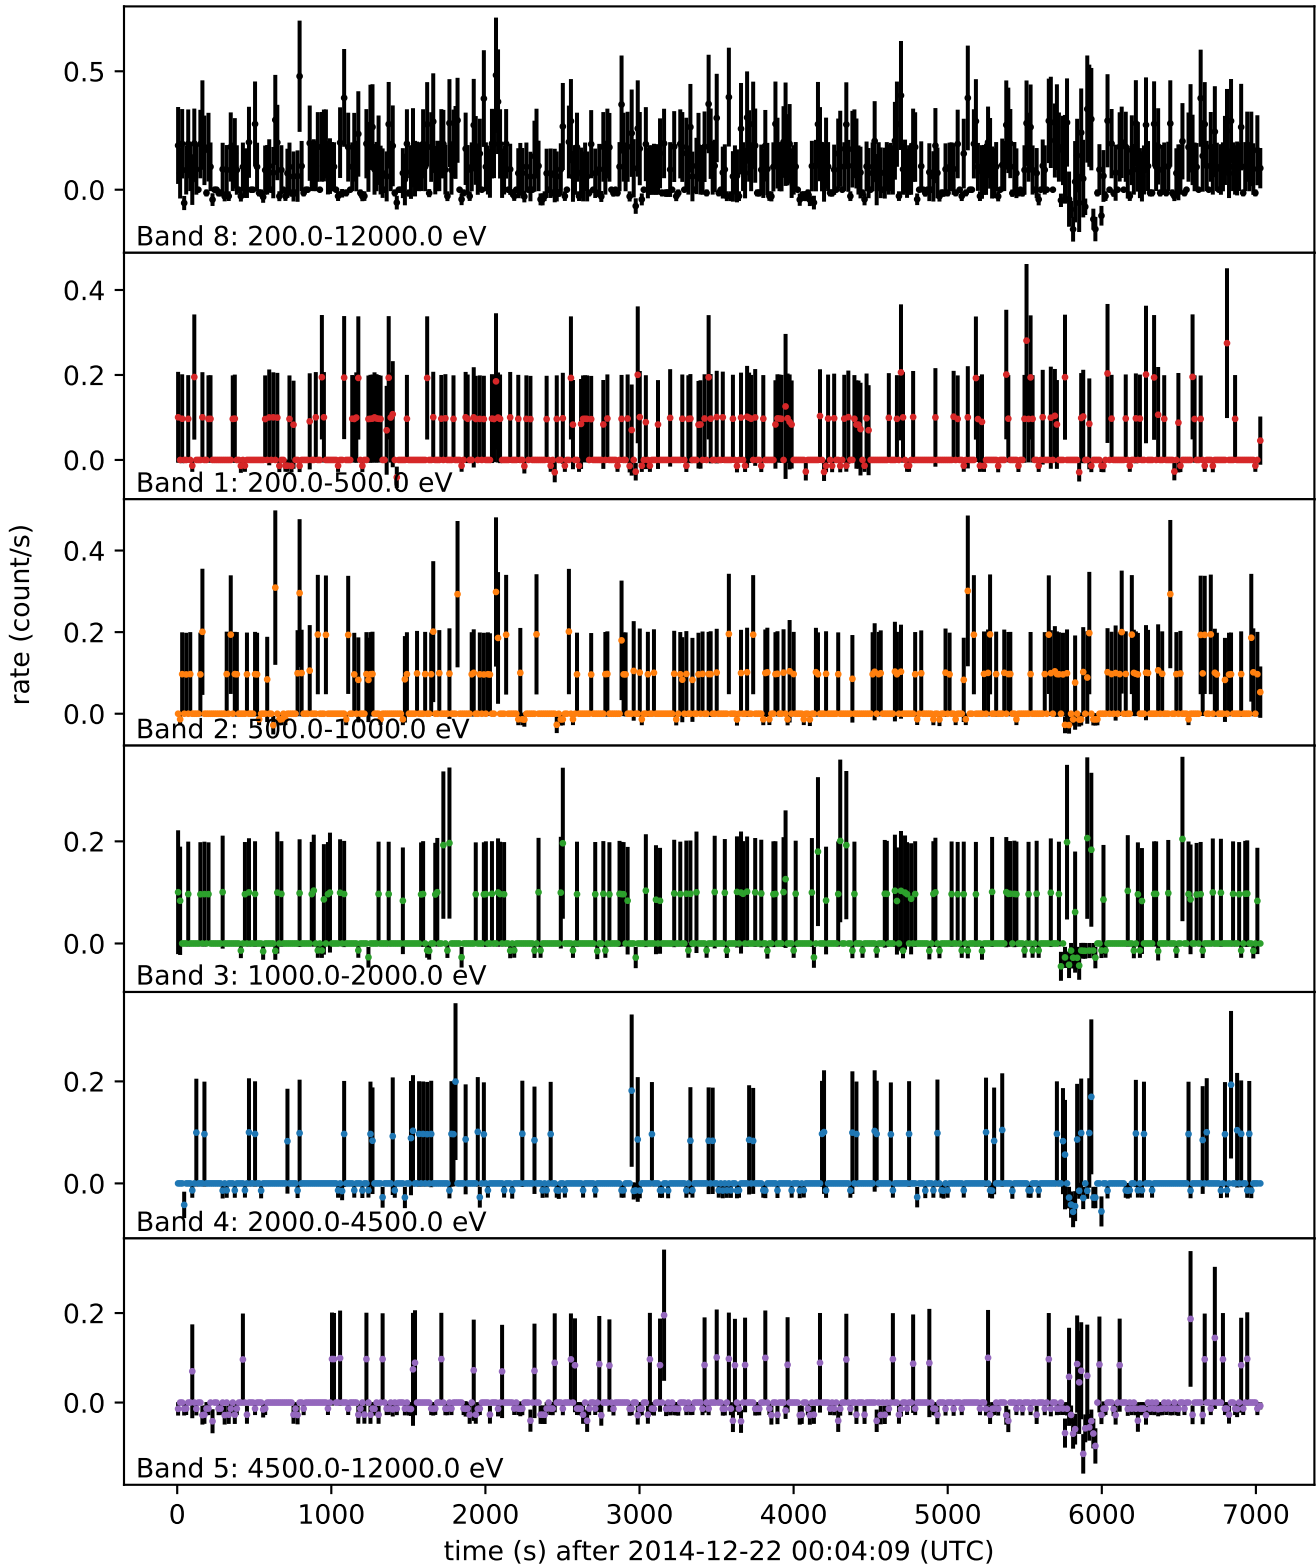 0.5
0.0
Band 8: 200.0-12000.0 eV
0.4
0.2
0.0
Band 1: 200.0-500.0 eV
0.4
0.2
0.0
Band 2: 500.0-1000.0 eV
rate (count/s)
0.2
0.0
Band 3: 1000.0-2000.0 eV
0.2
0.0
Band 4: 2000.0-4500.0 eV
0.2
0.0
Band 5: 4500.0-12000.0 eV
0 1000 2000 3000 4000 5000 6000 7000
time (s) after 2014-12-22 00:04:09 (UTC)